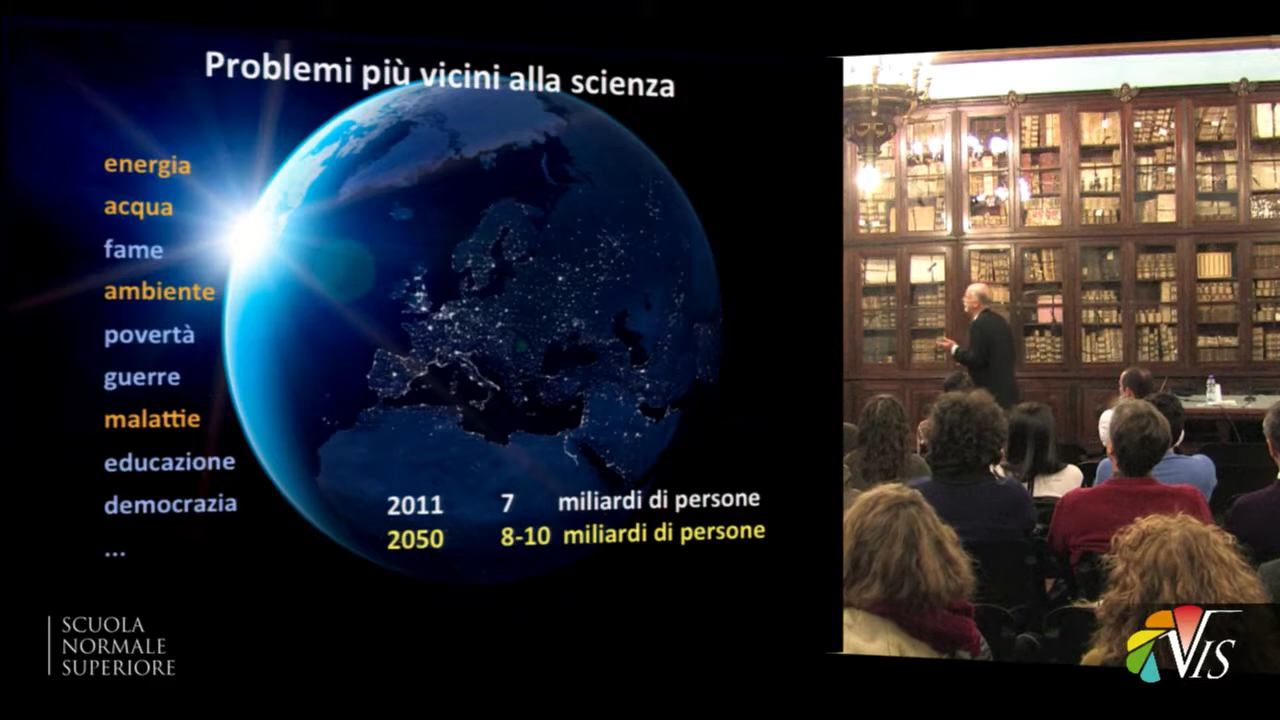 Problemi più vicini alla scienza
energia
acqua
fame
ambiente
povertà
guerre
malattie
educazione
democrazia
...
2011 7 miliardi di persone
2050 8-10 miliardi di persone
SCUOLA
NORMALE
SUPERIORE
VIS